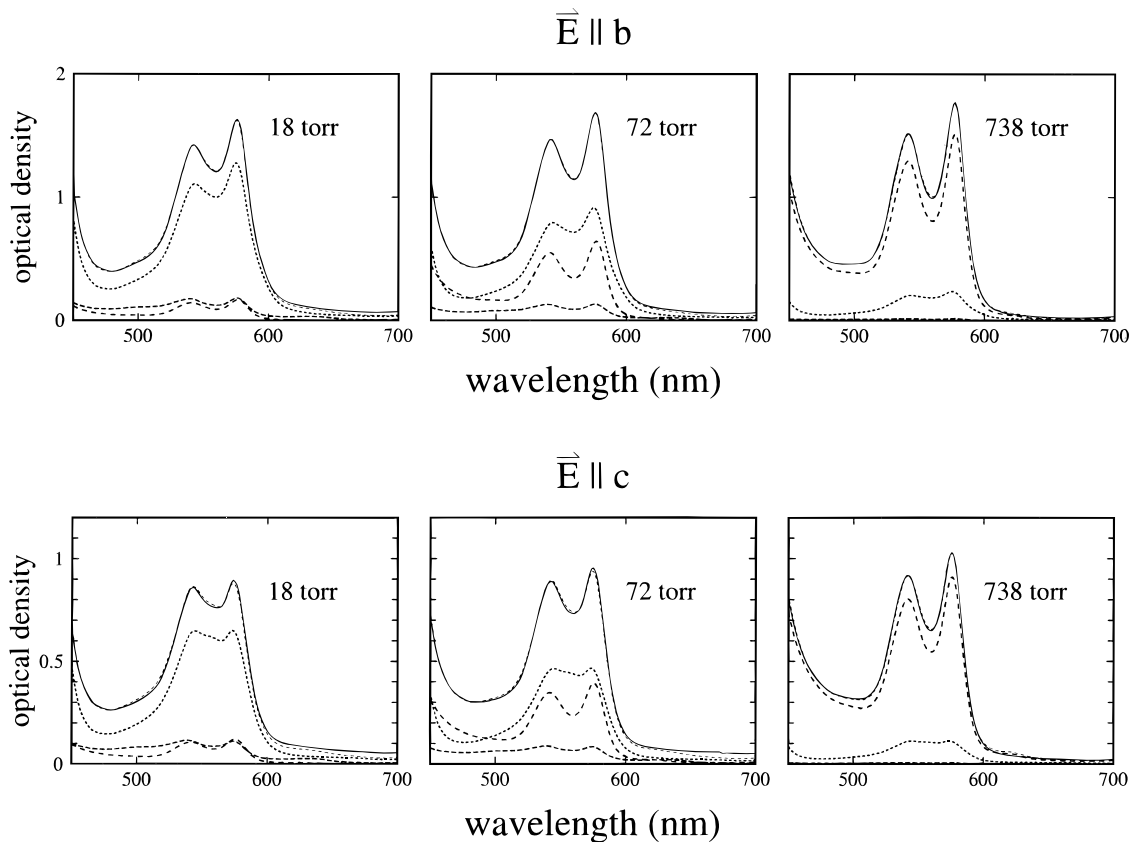 E ∥ b
2
1
0
optical density
18 torr
72 torr
738 torr
500 600 700
500 600 700
500 600 700
wavelength (nm)
E ∥ c
1
0.5
0
optical density
18 torr
72 torr
738 torr
500 600 700
500 600 700
500 600 700
wavelength (nm)